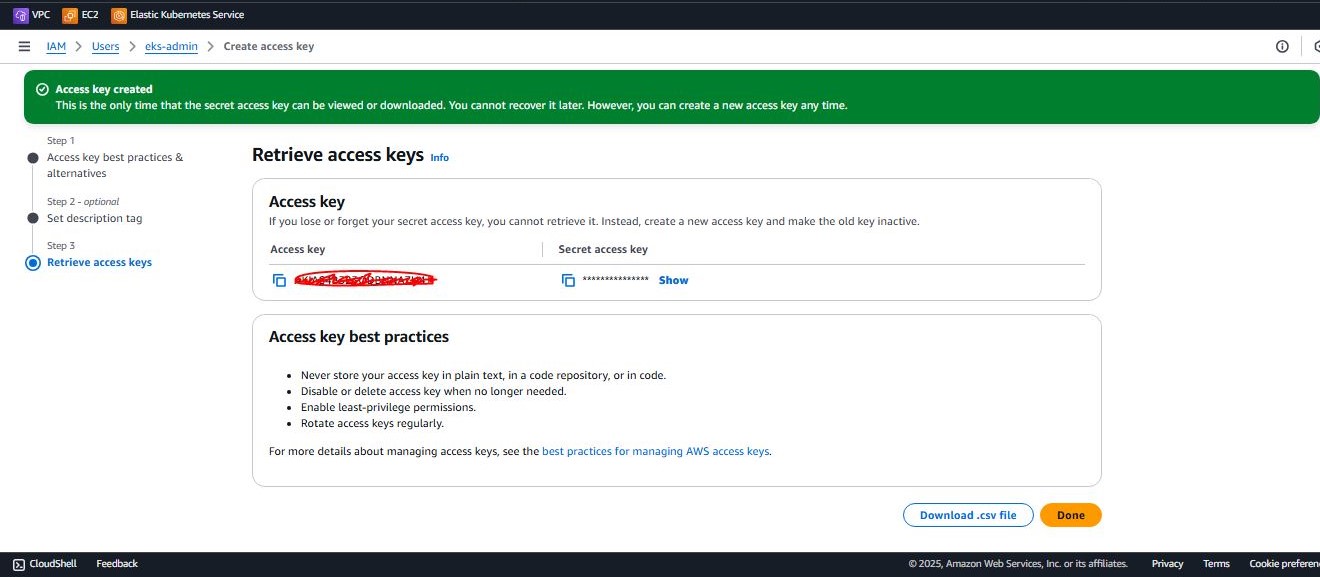 VPC EC2 Elastic Kubernetes Service
IAM > Users > eks-admin > Create access key
Access key created
This is the only time that the secret access key can be viewed or downloaded. You cannot recover it later. However, you can create a new access key any time.
Step 1
Access key best practices &
alternatives
Step 2 - optional
Set description tag
Step 3
Retrieve access keys
Retrieve access keys Info
Access key
If you lose or forget your secret access key, you cannot retrieve it. Instead, create a new access key and make the old key inactive.
Access key Secret access key
*************** Show
Access key best practices
• Never store your access key in plain text, in a code repository, or in code.
• Disable or delete access key when no longer needed.
• Enable least-privilege permissions.
• Rotate access keys regularly.
For more details about managing access keys, see the best practices for managing AWS access keys.
Download .csv file Done
CloudShell Feedback © 2025, Amazon Web Services, Inc. or its affiliates. Privacy Terms Cookie preferen